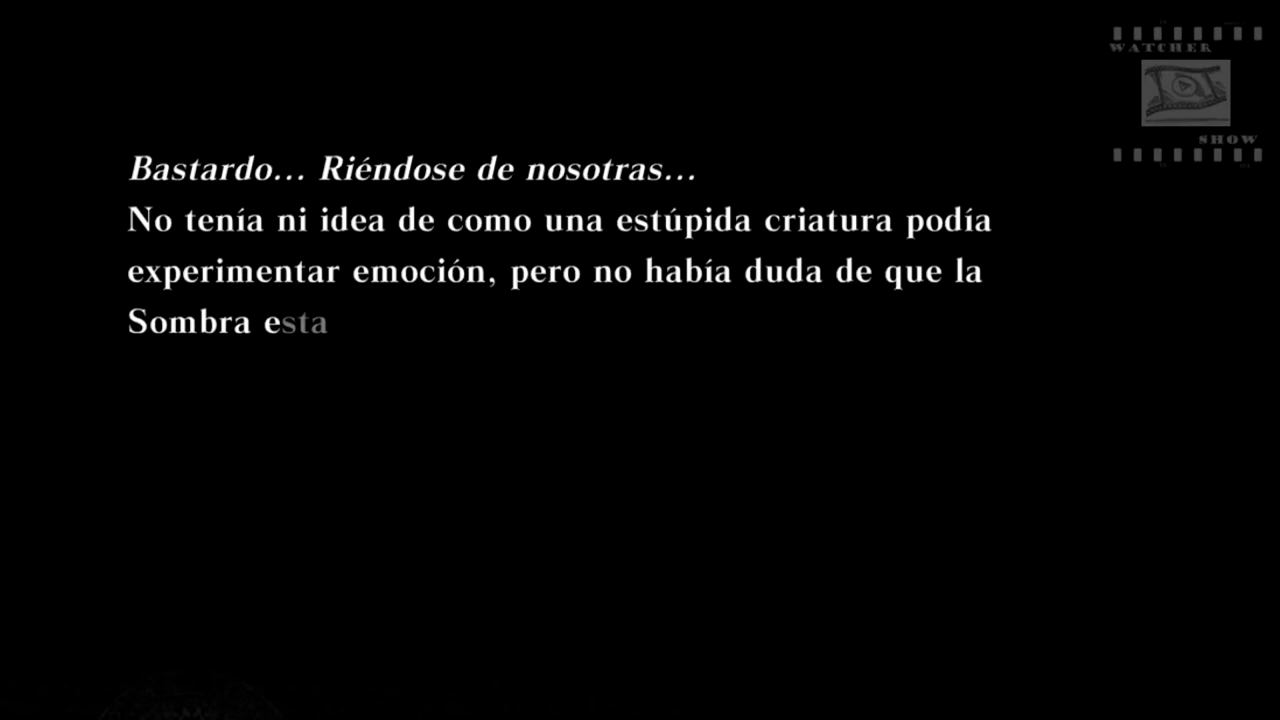 WATCHER
SHOW
Bastardo... Riéndose de nosotras...
No tenía ni idea de como una estúpida criatura podía
experimentar emoción, pero no había duda de que la
Sombra esta